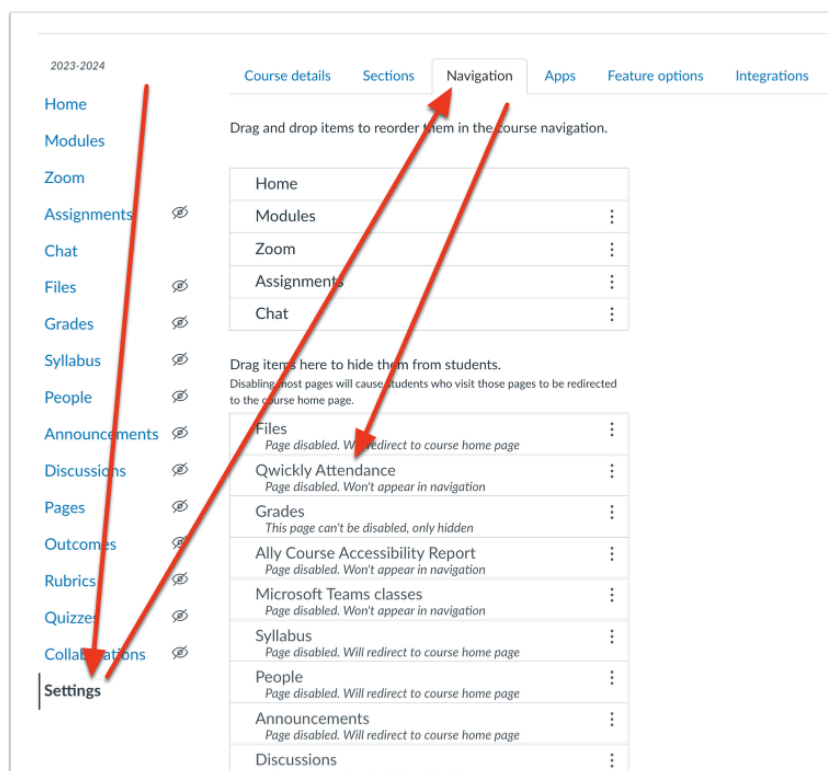 2023-2024
Home
Modules
Zoom
Assignments
Chat
Files
Grades
Syllabus
People
Announcements
Discussions
Pages
Outcomes
Rubrics
Quizzes
Collaborations
Settings
Course details Sections Navigation Apps Feature options Integrations
Drag and drop items to reorder them in the course navigation.
Home
Modules
Zoom
Assignments
Chat
Drag items here to hide them from students.
Disabling most pages will cause students who visit those pages to be redirected
to the course home page.
Files
Page disabled. Will redirect to course home page
Qwickly Attendance
Page disabled. Won't appear in navigation
Grades
This page can't be disabled, only hidden
Ally Course Accessibility Report
Page disabled. Won't appear in navigation
Microsoft Teams classes
Page disabled. Won't appear in navigation
Syllabus
Page disabled. Will redirect to course home page
People
Page disabled. Will redirect to course home page
Announcements
Page disabled. Will redirect to course home page
Discussions